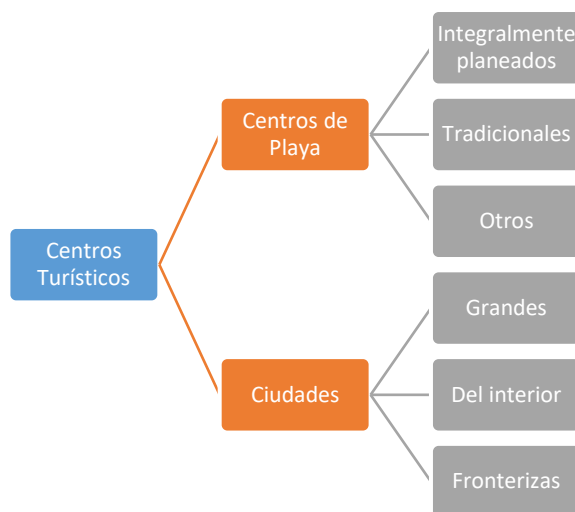 Integralmente
planeados
Centros de
Playa
Tradicionales
Otros
Centros
Turísticos
Grandes
Ciudades
Del interior
Fronterizas